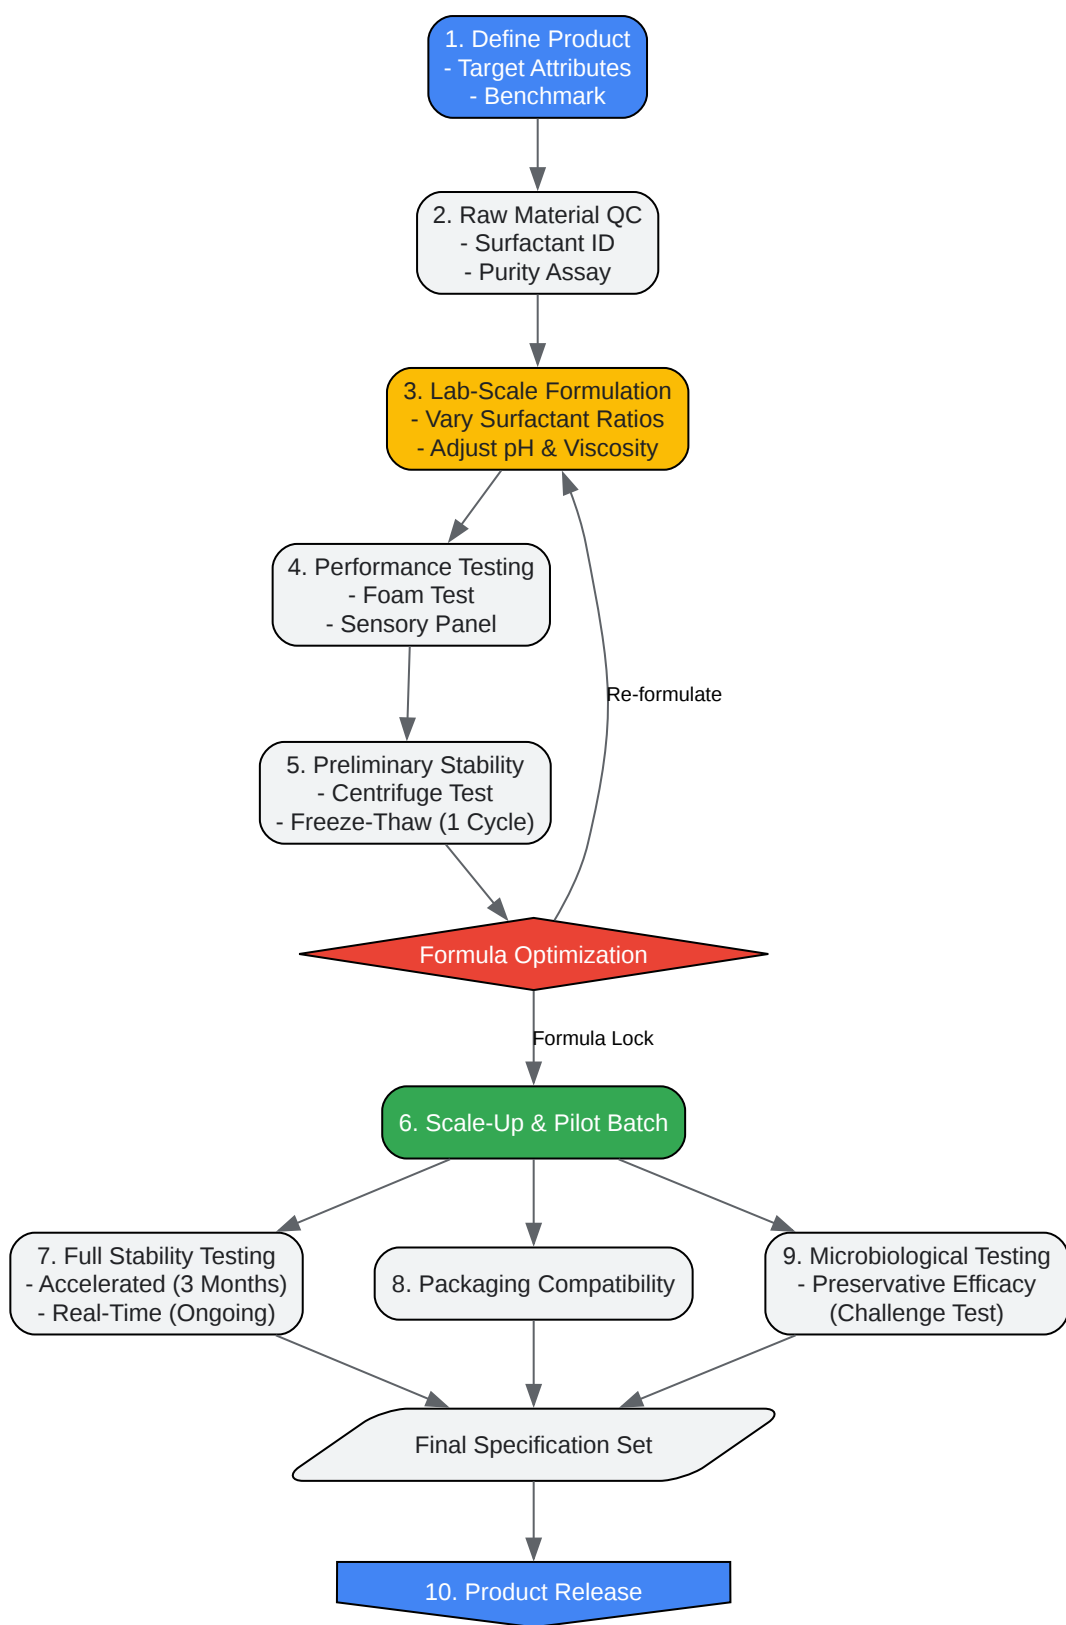 1. Define Product
- Target Attributes
- Benchmark
2. Raw Material QC
- Surfactant ID
- Purity Assay
3. Lab-Scale Formulation
- Vary Surfactant Ratios
- Adjust pH & Viscosity
4. Performance Testing
- Foam Test
- Sensory Panel
Re-formulate
5. Preliminary Stability
- Centrifuge Test
- Freeze-Thaw (1 Cycle)
Formula Optimization
Formula Lock
6. Scale-Up & Pilot Batch
7. Full Stability Testing
- Accelerated (3 Months)
- Real-Time (Ongoing)
8. Packaging Compatibility
9. Microbiological Testing
- Preservative Efficacy
(Challenge Test)
Final Specification Set
10. Product Release